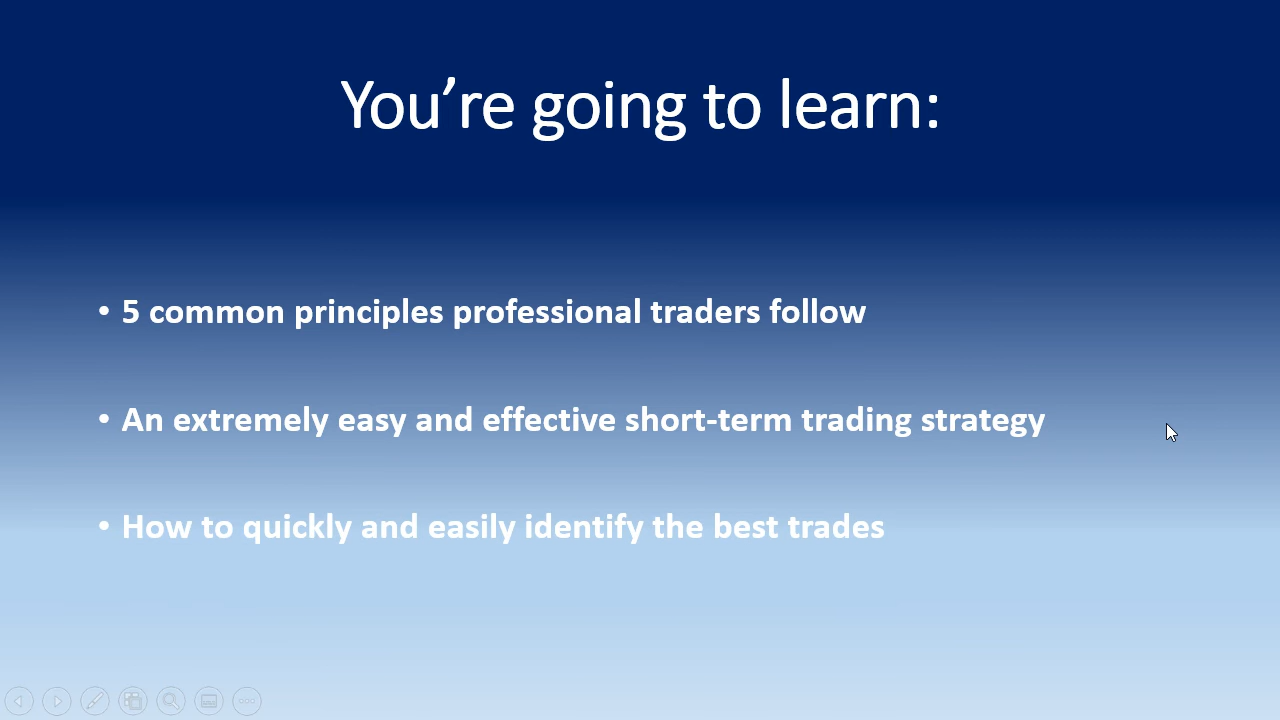 You’re going to learn:
• 5 common principles professional traders follow
• An extremely easy and effective short-term trading strategy
• How to quickly and easily identify the best trades